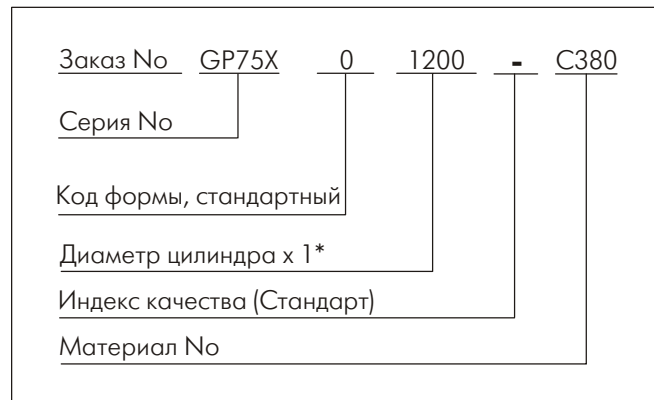 Заказ No GP75X 0 1200 - C380
Серия No
Код формы, стандартный
Диаметр цилиндра x 1*
Индекс качества (Стандарт)
Материал No